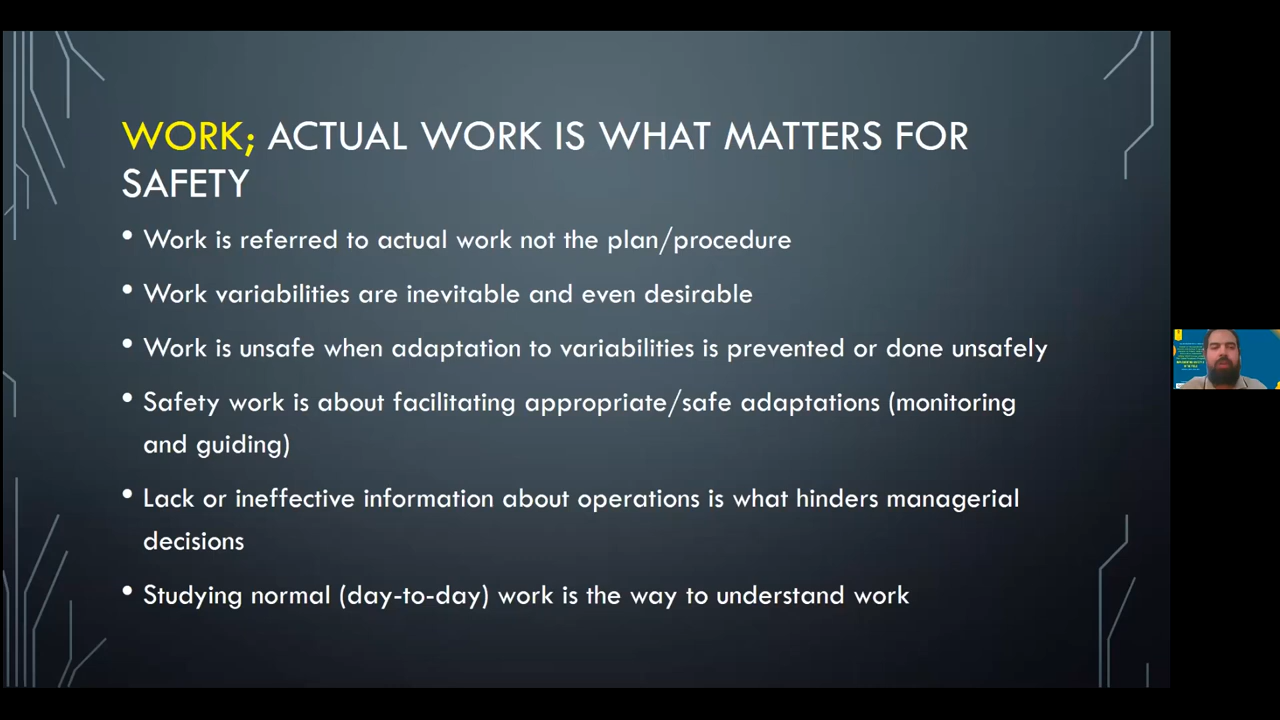 WORK; ACTUAL WORK IS WHAT MATTERS FOR
SAFETY
• Work is referred to actual work not the plan/procedure
• Work variabilities are inevitable and even desirable
• Work is unsafe when adaptation to variabilities is prevented or done unsafely
• Safety work is about facilitating appropriate/safe adaptations (monitoring
and guiding)
• Lack or ineffective information about operations is what hinders managerial
decisions
• Studying normal (day-to-day) work is the way to understand work